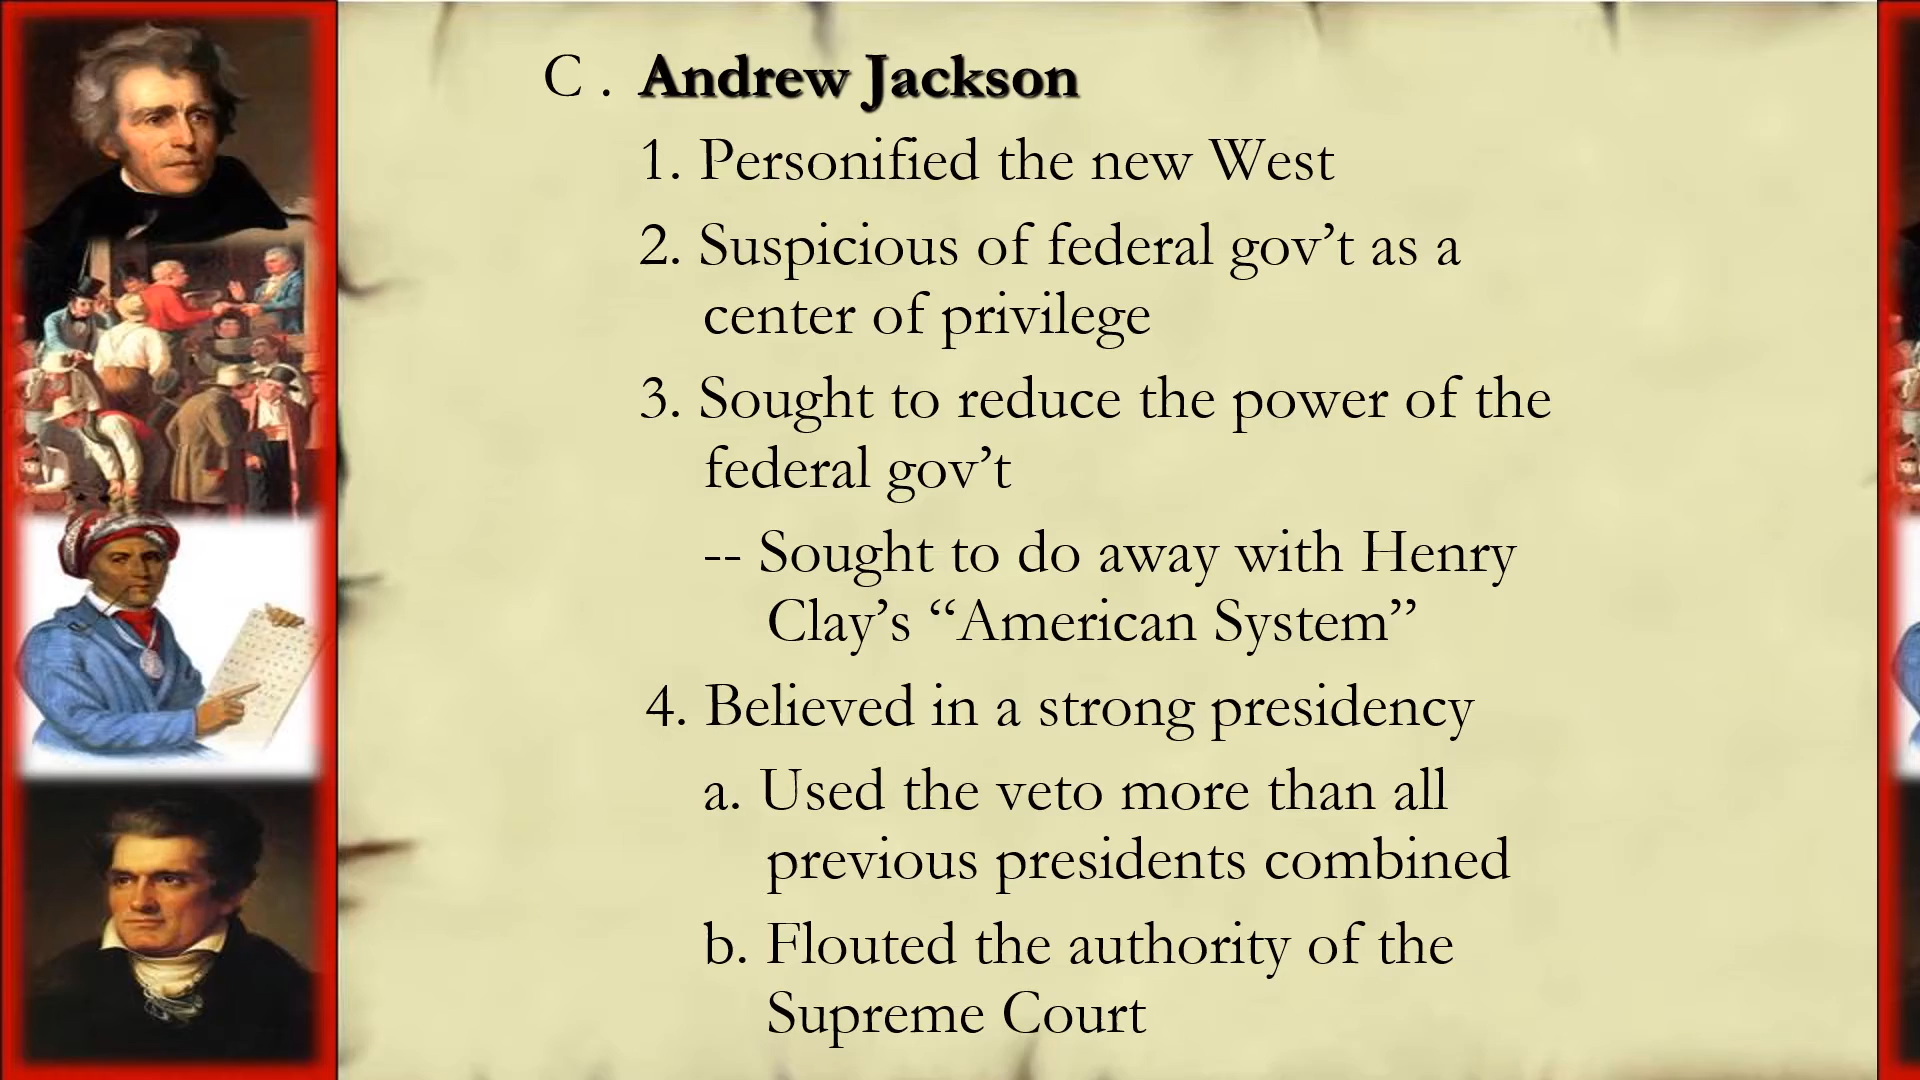 C . Andrew Jackson
1. Personified the new West
2. Suspicious of federal gov’t as a
center of privilege
3. Sought to reduce the power of the
federal gov’t
-- Sought to do away with Henry
Clay’s “American System”
4. Believed in a strong presidency
a. Used the veto more than all
previous presidents combined
b. Flouted the authority of the
Supreme Court